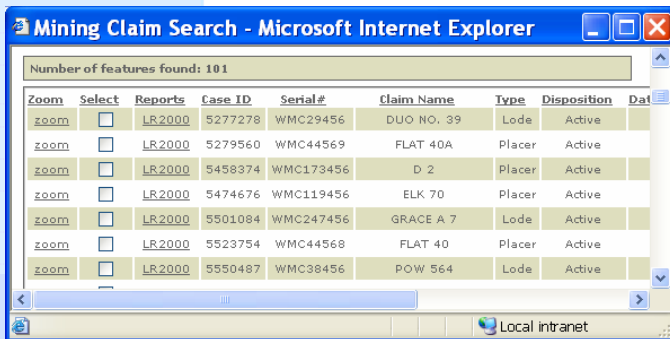 Mining Claim Search - Microsoft Internet Explorer
Number of features found: 101
Zoom Select Reports Case ID Serial# Claim Name Type Disposition Dat
zoom LR2000 5277278 WMC29456 DUO NO. 39 Lode Active
zoom LR2000 5279560 WMC44569 FLAT 40A Placer Active
zoom LR2000 5458374 WMC173456 D 2 Placer Active
zoom LR2000 5474676 WMC119456 ELK 70 Placer Active
zoom LR2000 5501084 WMC247456 GRACE A 7 Lode Active
zoom LR2000 5523754 WMC44568 FLAT 40 Placer Active
zoom LR2000 5550487 WMC38456 POW 564 Lode Active
Local intranet